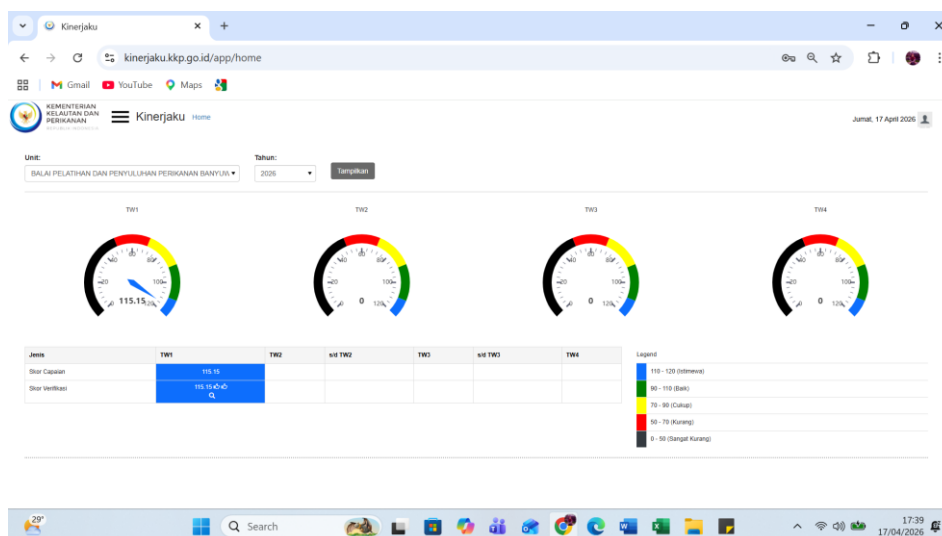 Kinerjaku
kinerjaku.kkp.go.id/app/home
Gmail YouTube Maps
KEMENTERIAN
KELAUTAN DAN
PERIKANAN
REPUBLIK INDONESIA
Kinerjaku Home
Jumat, 17 April 2026
Unit: Tahun:
BALAI PELATIHAN DAN PENYULUHAN PERIKANAN BANYUW 2026 Tampilkan
TW1 TW2 TW3 TW4
115.15 0 0 0
Jenis TW1 TW2 s/d TW2 TW3 s/d TW3 TW4
Skor Capaian 115.15
Skor Verifikasi 115.15
Legend
110 - 120 (Istimewa)
90 - 110 (Baik)
70 - 90 (Cukup)
50 - 70 (Kurang)
0 - 50 (Sangat Kurang)
29°
Search
17:39
17/04/2026